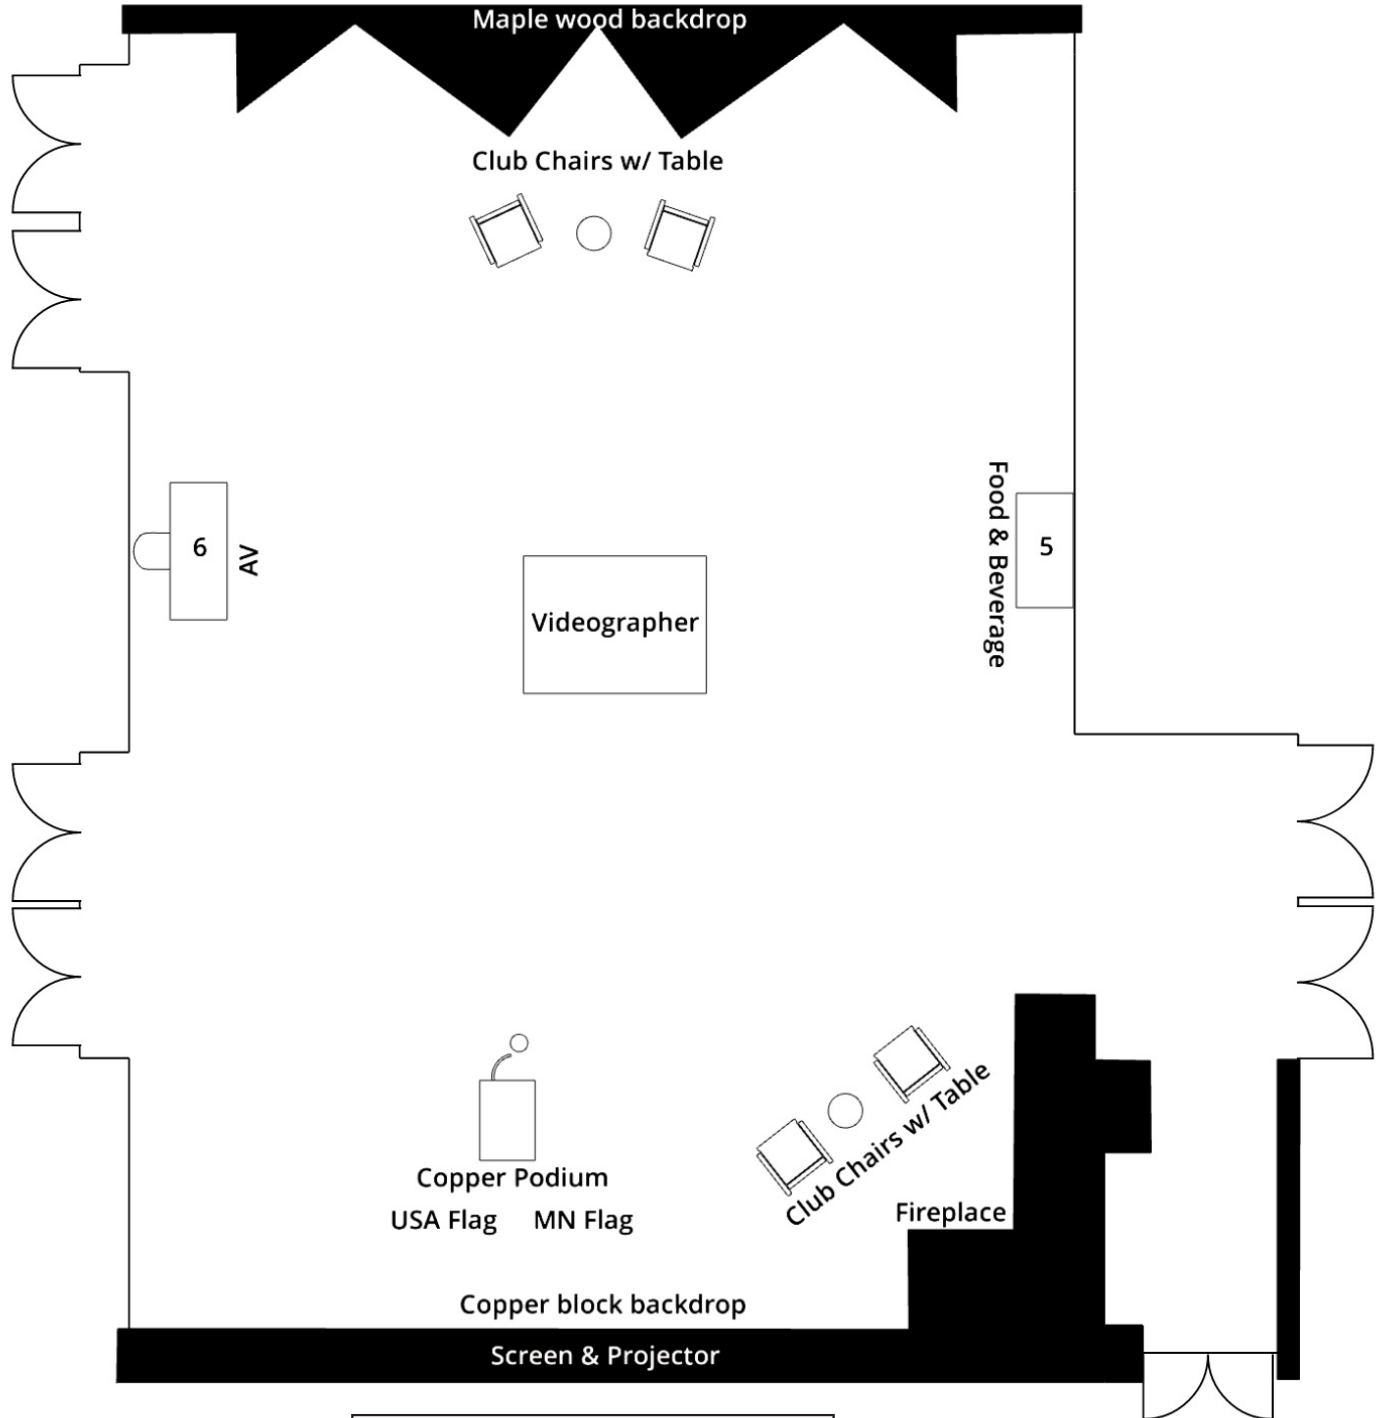 Maple wood backdrop
Club Chairs w/ Table
Food & Beverage
6
5
AV
Videographer
Club Chairs w/ Table
Copper Podium
USA Flag MN Flag
Fireplace
Copper block backdrop
Screen & Projector